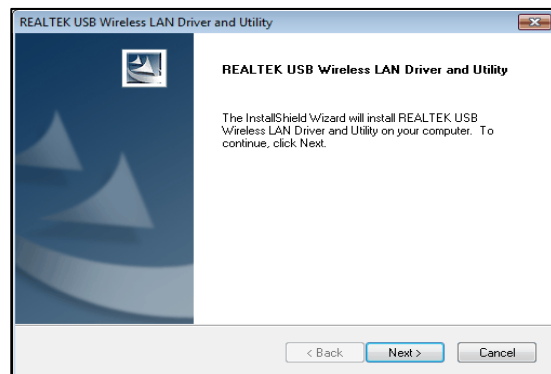 REALTEK USB Wireless LAN Driver and Utility
REALTEK USB Wireless LAN Driver and Utility
The InstallShield Wizard will install REALTEK USB
Wireless LAN Driver and Utility on your computer. To
continue, click Next.
< Back Next > Cancel